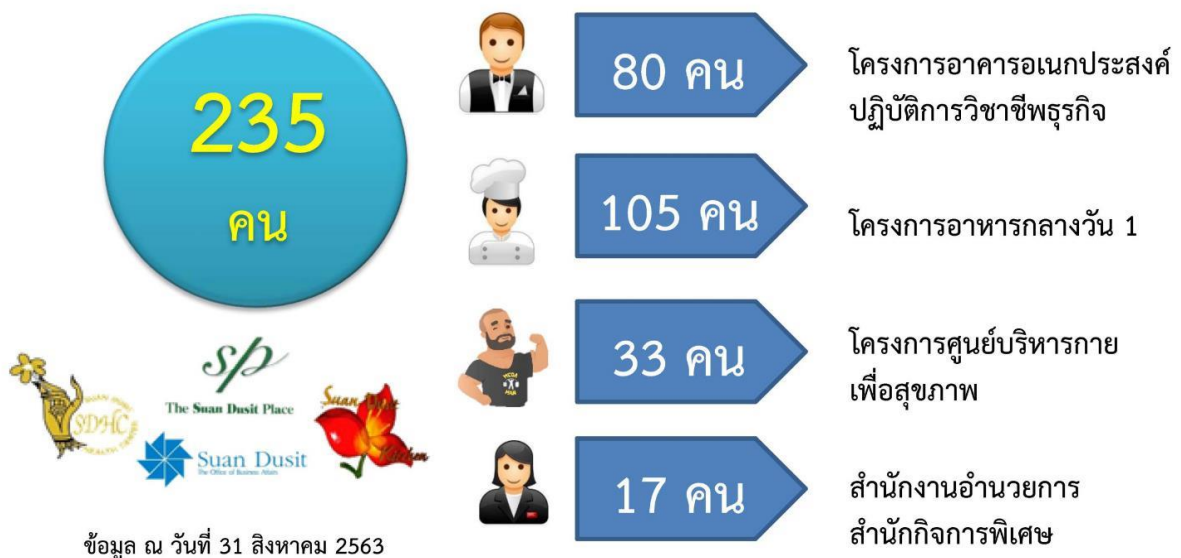 235
คน
80 คน
โครงการอาคารอเนกประสงค์
ปฏิบัติการวิชาชีพธุรกิจ
105 คน
โครงการอาหารกลางวัน 1
33 คน
โครงการศูนย์บริหารกาย
เพื่อสุขภาพ
17 คน
สำนักงานอำนวยการ
สำนักกิจการพิเศษ
SUAN DUSIT
SDHC
HEALTH CENTER
sp
The Suan Dusit Place
Suan Dusit
The Office of Business Affairs
Suan Dusit
Kitchen
ข้อมูล ณ วันที่ 31 สิงหาคม 2563